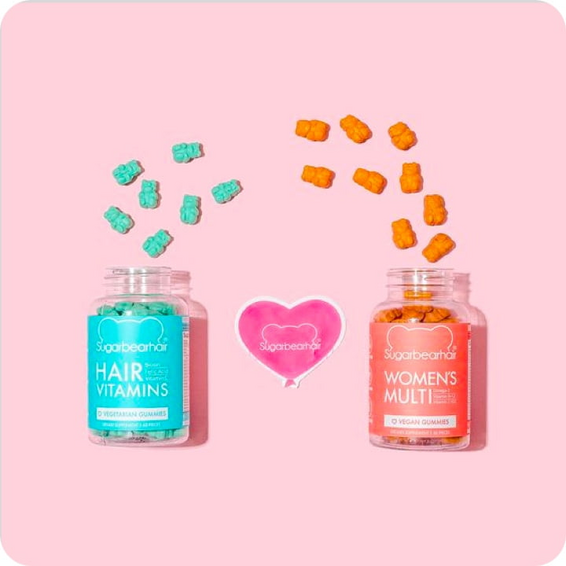 Sugarbearhair
HAIR
VITAMINS
VEGETARIAN GUMMIES
Sugarbearhair
Sugarbearhair
WOMEN'S
MULTI
VEGAN GUMMIES